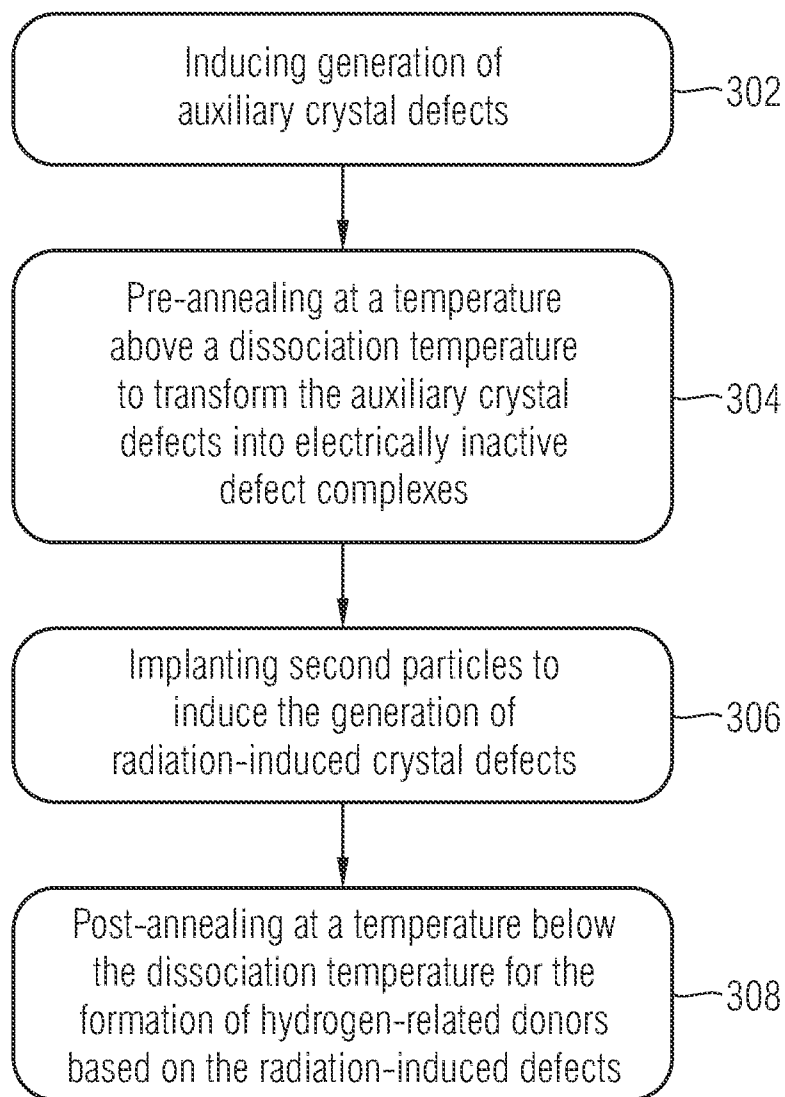 Inducing generation of
auxiliary crystal defects
302
Pre-annealing at a temperature
above a dissociation temperature
to transform the auxiliary crystal
defects into electrically inactive
defect complexes
304
Implanting second particles to
induce the generation of
radiation-induced crystal defects
306
Post-annealing at a temperature below
the dissociation temperature for the
formation of hydrogen-related donors
based on the radiation-induced defects
308